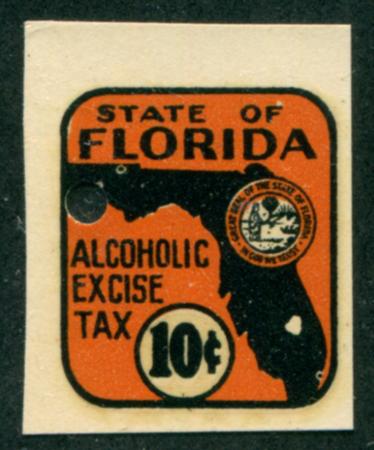 STATE OF
FLORIDA
GREAT SEAL OF THE STATE OF FLORIDA
IN GOD WE TRUST
ALCOHOLIC
EXCISE
TAX
10¢